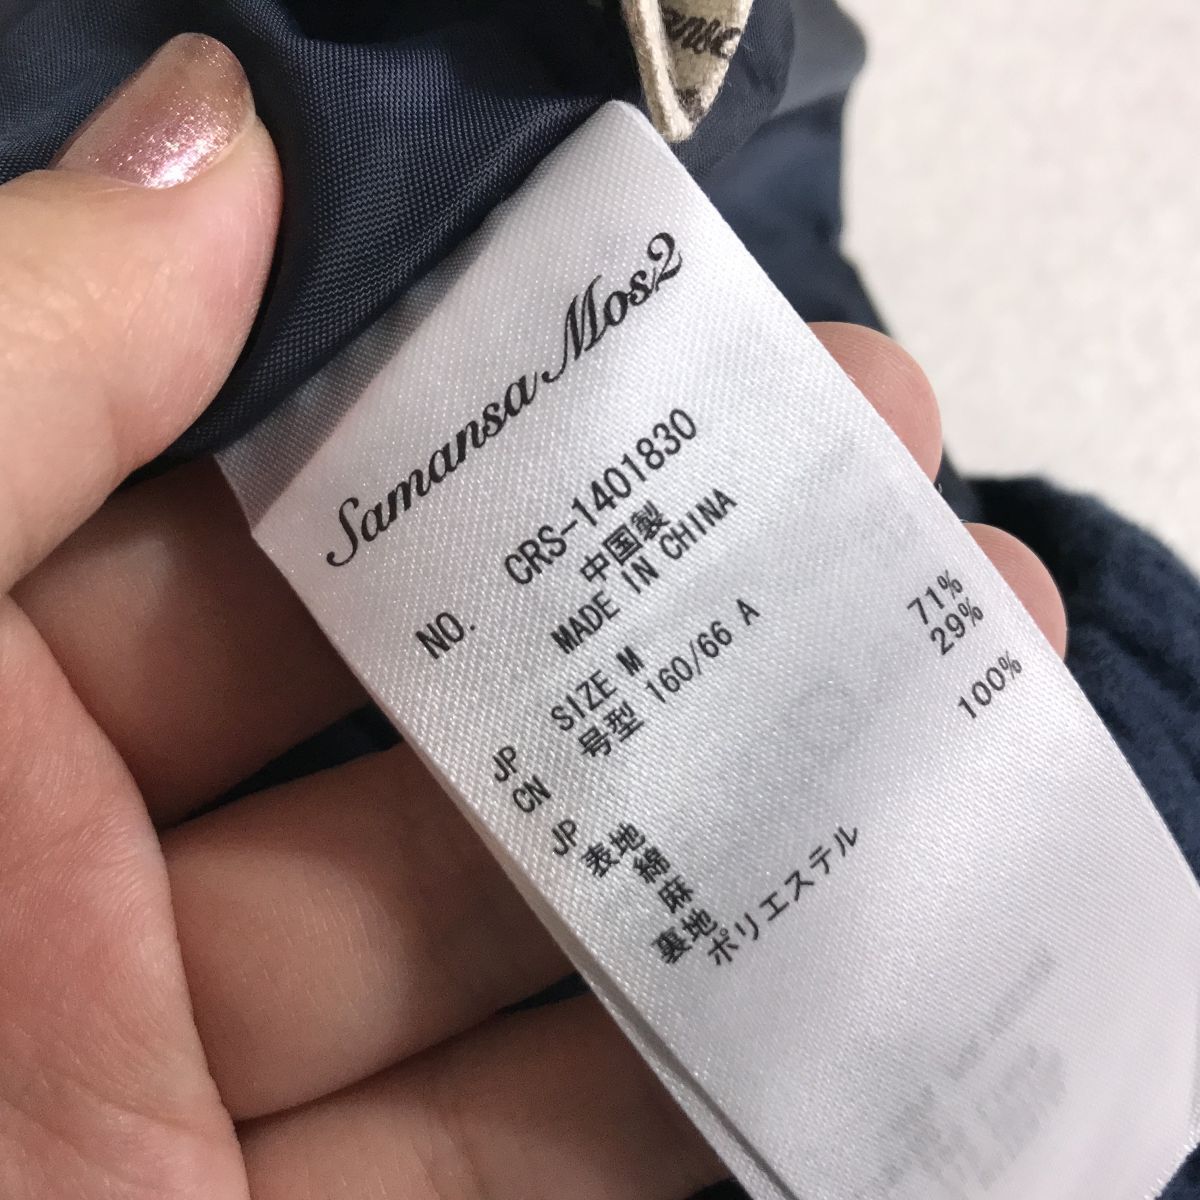 Samansa Mos2
NO. CRS-1401830
中国製
MADE IN CHINA
JP SIZE M
CN 号型 160/66 A
JP 表地
綿 71%
麻 29%
裏地
ポリエステル 100%